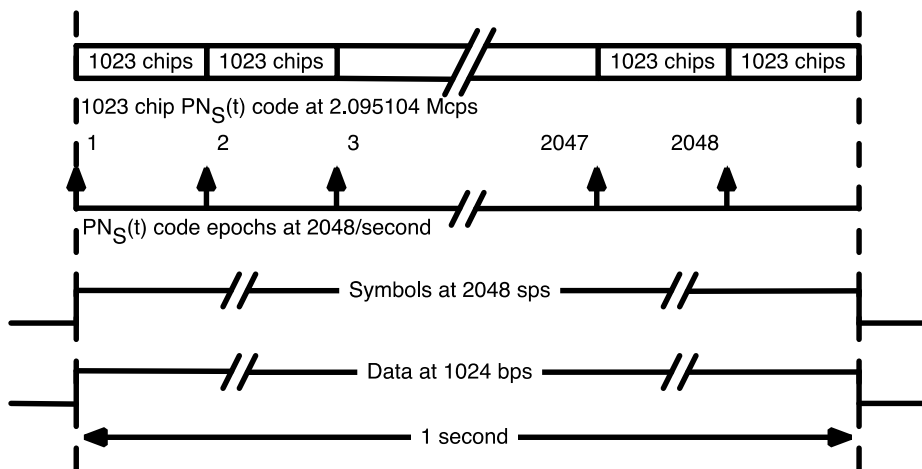 1023 chips 1023 chips 1023 chips 1023 chips
1023 chip PNS(t) code at 2.095104 Mcps
1 2 3 2047 2048
PNS(t) code epochs at 2048/second
Symbols at 2048 sps
Data at 1024 bps
1 second